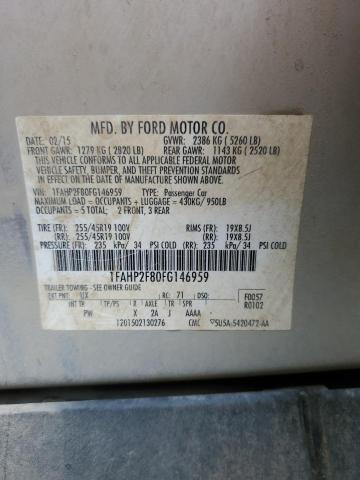 MFD. BY FORD MOTOR CO.
DATE: 02/15 GVWR: 2386 KG ( 5260 LB)
FRONT GAWR: 1279 KG ( 2820 LB) REAR GAWR: 1143 KG ( 2520 LB)
THIS VEHICLE CONFORMS TO ALL APPLICABLE FEDERAL MOTOR
VEHICLE SAFETY, BUMPER, AND THEFT PREVENTION
STANDARDS IN EFFECT ON THE DATE OF MANUFACTURE SHOWN ABOVE.
VIN: 1FAHP2F80FG146959 TYPE: Passenger Car
MAXIMUM LOAD = OCCUPANTS + LUGGAGE = 430KG/ 950LB
OCCUPANTS = 5 TOTAL 2 FRONT, 3 REAR
TIRE (FR): 255/45R19 100V RIMS (FR): 19X8.5J
(RR): 255/45R19 100V (RR): 19X8.5J
PRESSURE (FR): 235 kPa/ 34 PSI COLD (RR): 235 kPa/ 34 PSI COLD
1FAHP2F80FG146959
TRAILER TOWING - SEE OWNER GUIDE
EXT PNT: UX RC: 71 DSO: F0057
R0102
INT TR TP/PS R AXLE TR SPR
PW X 2A J AAAA
1201502130276 CMC ▽5U5A-5420472-AA